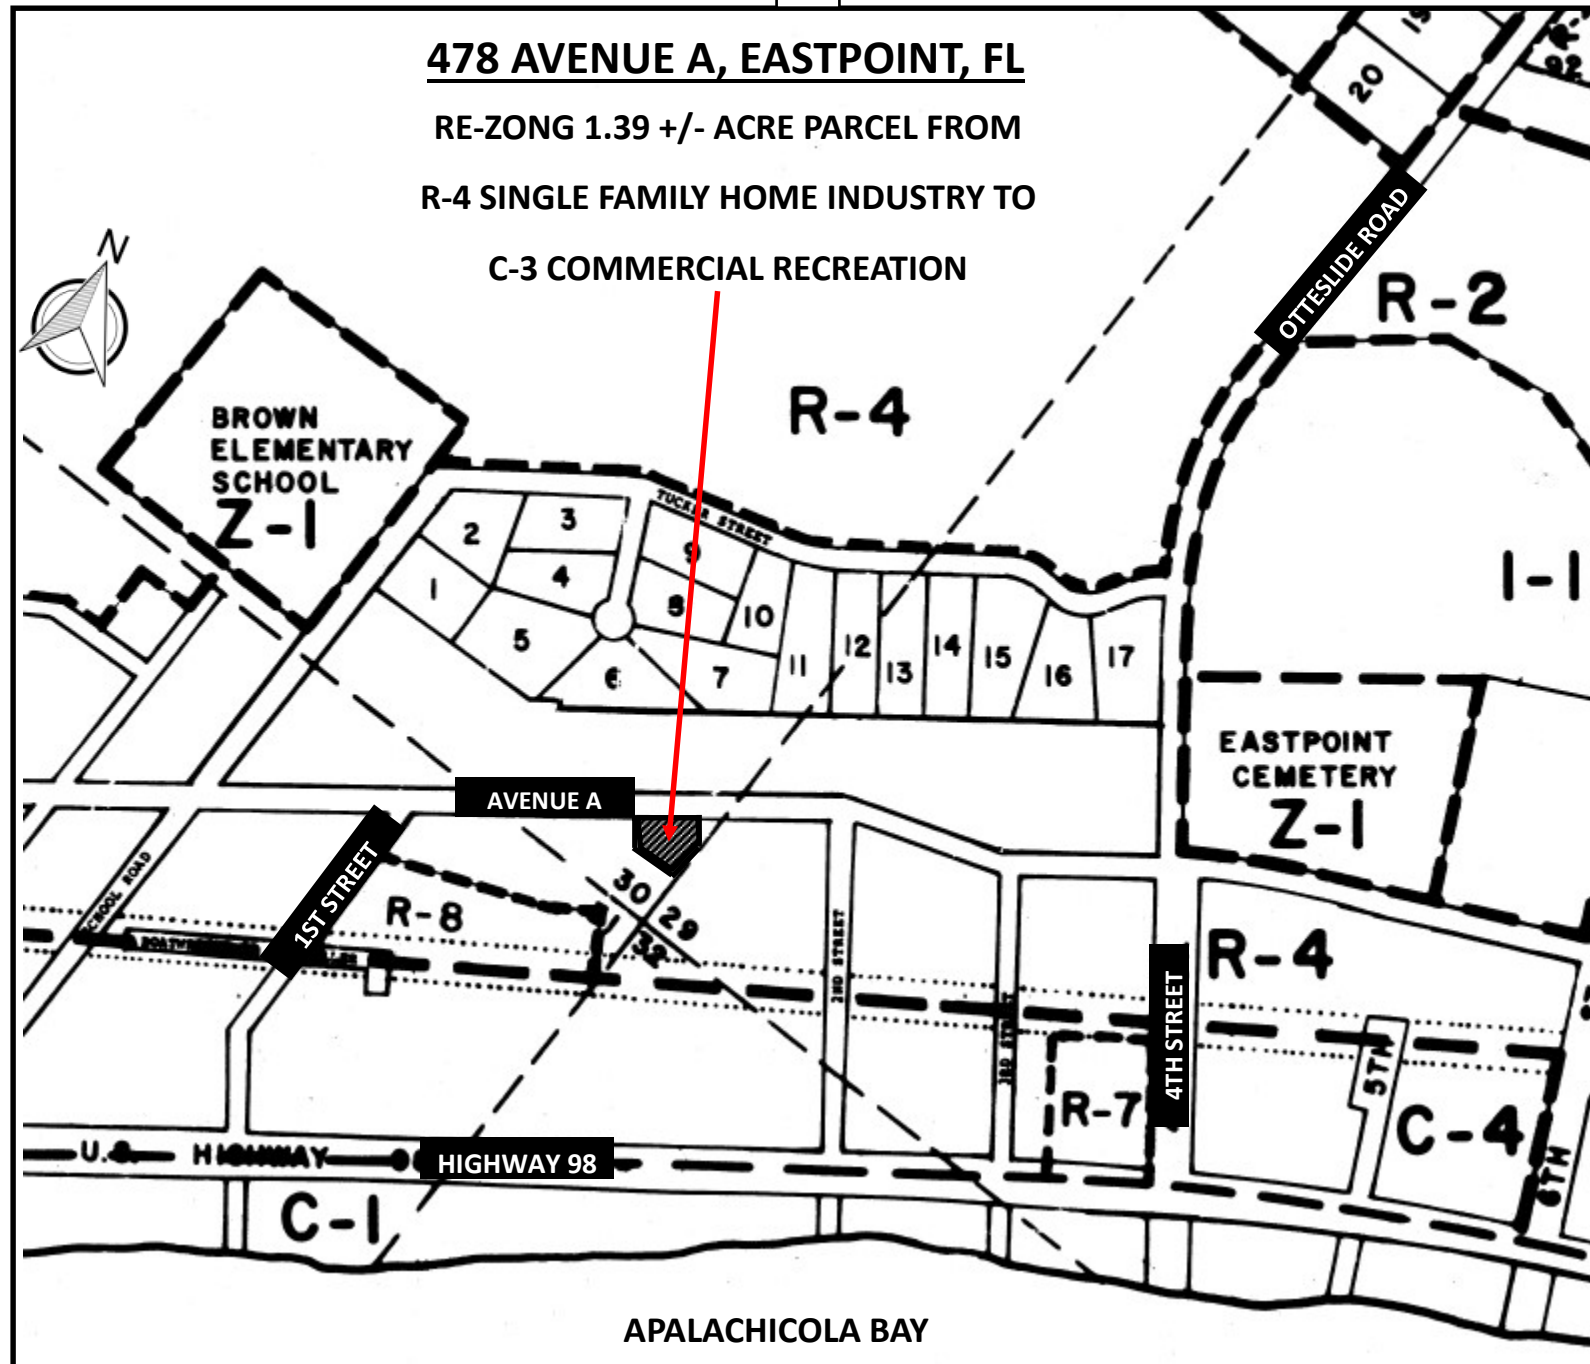 478 AVENUE A, EASTPOINT, FL
RE-ZONG 1.39 +/- ACRE PARCEL FROM
R-4 SINGLE FAMILY HOME INDUSTRY TO
C-3 COMMERCIAL RECREATION
19
20
92
OTTESLIDE ROAD
R-2
N
R-4
BROWN
ELEMENTARY
SCHOOL
Z-1
TUCKER STREET
1
2
3
4
5
6
7
8
9
10
11
12
13
14
15
16
17
I-1
EASTPOINT
CEMETERY
Z-1
AVENUE A
1ST STREET
SCHOOL ROAD
R-8
30
29
32
2ND STREET
3RD STREET
4TH STREET
R-4
R-7
5TH
C-4
6TH
U.S. HIGHWAY
HIGHWAY 98
C-1
APALACHICOLA BAY